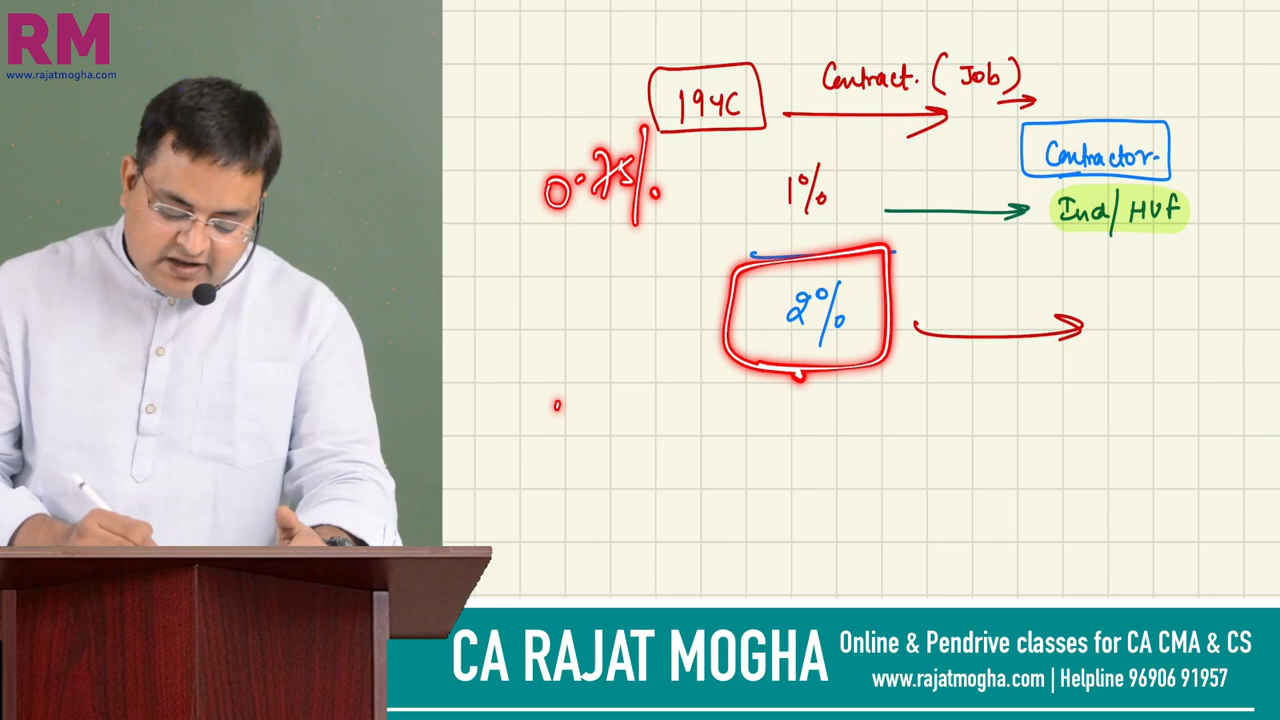 RM
www.rajatmogha.com
194C
Contract. (Job)
Contractor-
0.75%
1%
Ind/HUF
2%
CA RAJAT MOGHA
Online & Pendrive classes for CA CMA & CS
www.rajatmogha.com | Helpline 96906 91957